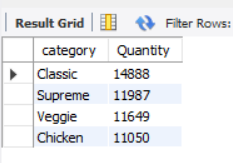 Result Grid Filter Rows:
category Quantity
Classic 14888
Supreme 11987
Veggie 11649
Chicken 11050